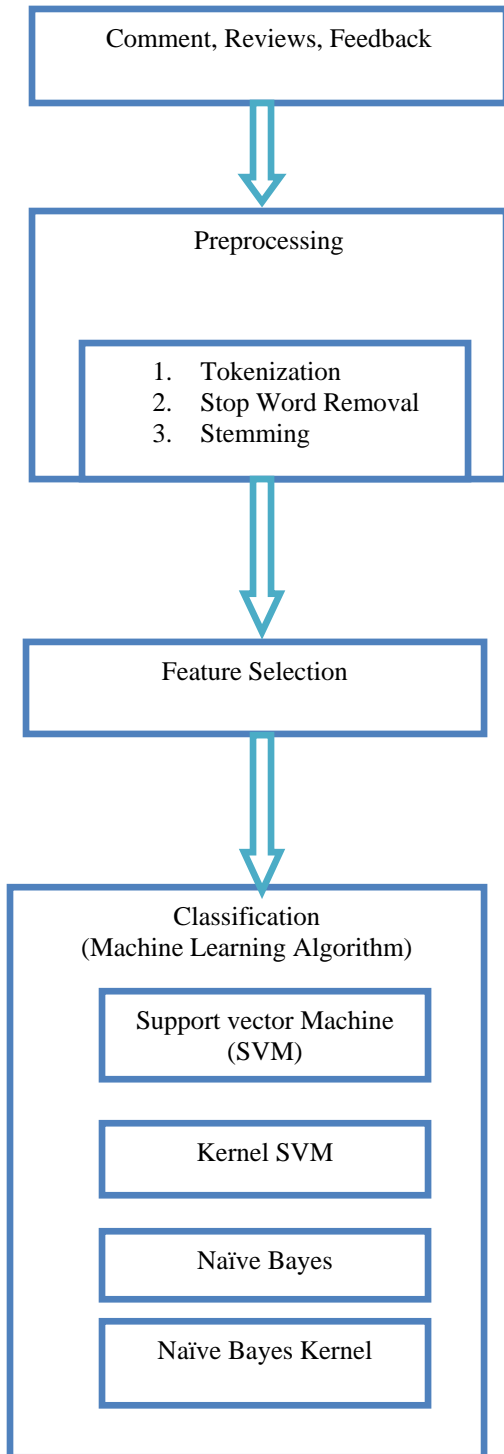 Comment, Reviews, Feedback
Preprocessing
1. Tokenization
2. Stop Word Removal
3. Stemming
Feature Selection
Classification
(Machine Learning Algorithm)
Support vector Machine
(SVM)
Kernel SVM
Naïve Bayes
Naïve Bayes Kernel